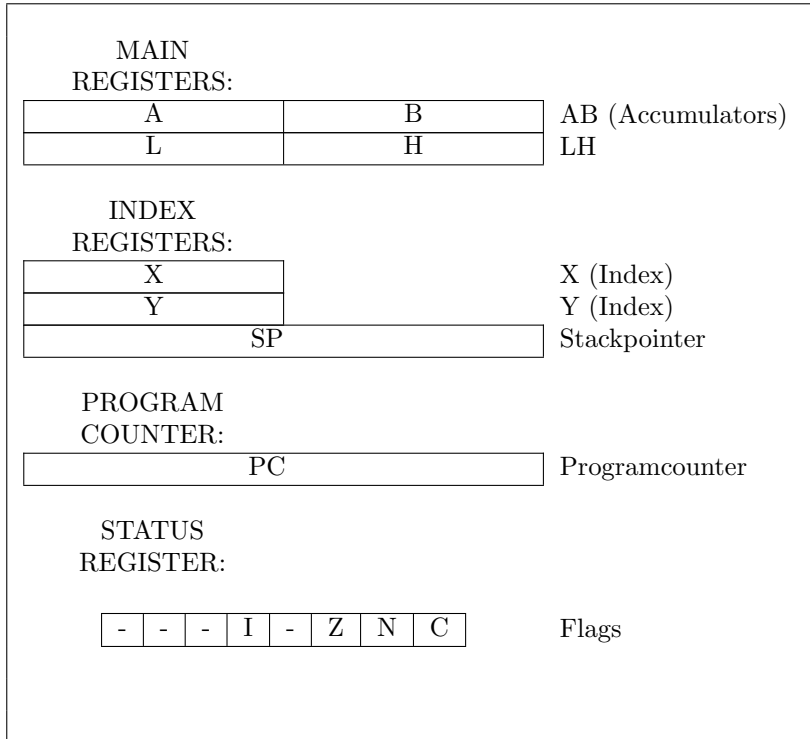 MAIN
REGISTERS:
A B AB (Accumulators)
L H LH
INDEX
REGISTERS:
X X (Index)
Y Y (Index)
SP Stackpointer
PROGRAM
COUNTER:
PC Programcounter
STATUS
REGISTER:
- - - I - Z N C Flags